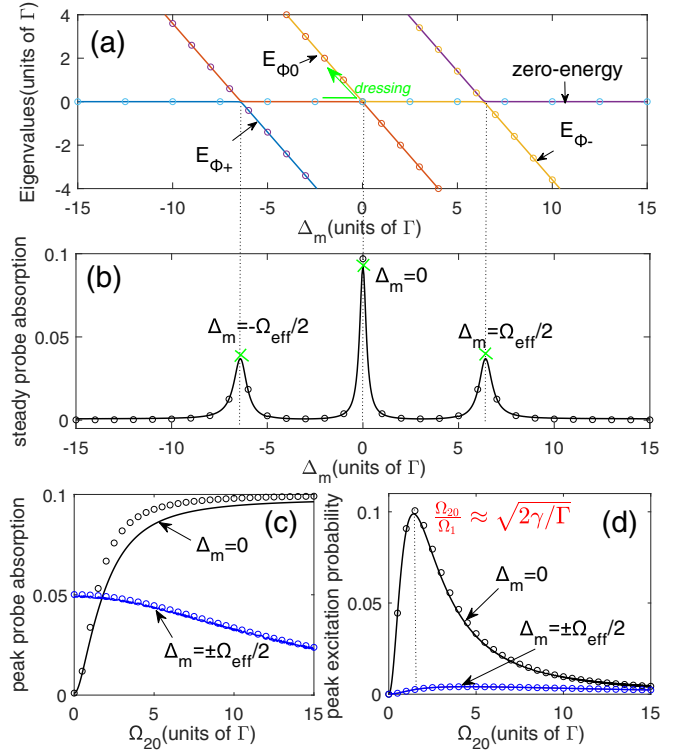 (a)
Eigenvalues(units of Γ)
4
2
0
-2
-4
E_Φ0
dressing
zero-energy
E_Φ+
E_Φ-
-15 -10 -5 0 5 10 15
Δ_m(units of Γ)
(b)
steady probe absorption
0.1
0.05
0
Δ_m=0
Δ_m=-Ω_eff/2
Δ_m=Ω_eff/2
-15 -10 -5 0 5 10 15
Δ_m(units of Γ)
(c)
peak probe absorption
0.1
0.05
0
Δ_m=0
Δ_m=±Ω_eff/2
0 5 10 15
Ω_20(units of Γ)
(d)
peak excitation probability
0.1
0.05
0
Ω_20/Ω_1 ≈ √(2γ/Γ)
Δ_m=0
Δ_m=±Ω_eff/2
0 5 10 15
Ω_20(units of Γ)